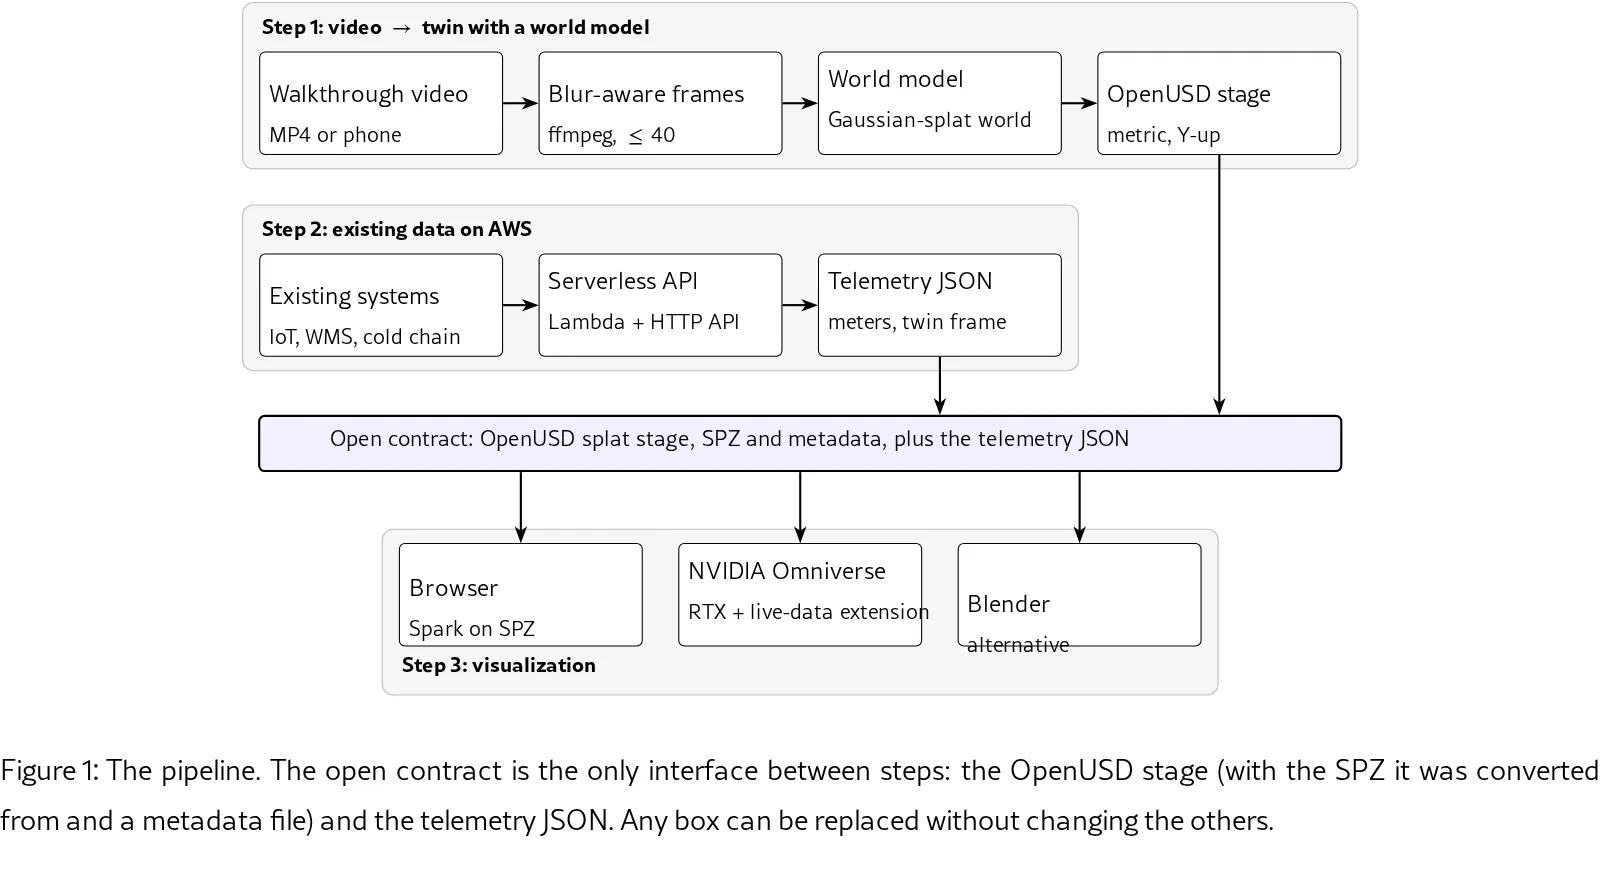 Step 1: video → twin with a world model
Walkthrough video
MP4 or phone
Blur-aware frames
ffmpeg, ≤ 40
World model
Gaussian-splat world
OpenUSD stage
metric, Y-up
Step 2: existing data on AWS
Existing systems
IoT, WMS, cold chain
Serverless API
Lambda + HTTP API
Telemetry JSON
meters, twin frame
Open contract: OpenUSD splat stage, SPZ and metadata, plus the telemetry JSON
Browser
Spark on SPZ
NVIDIA Omniverse
RTX + live-data extension
Blender
alternative
Step 3: visualization
Figure 1: The pipeline. The open contract is the only interface between steps: the OpenUSD stage (with the SPZ it was converted
from and a metadata file) and the telemetry JSON. Any box can be replaced without changing the others.